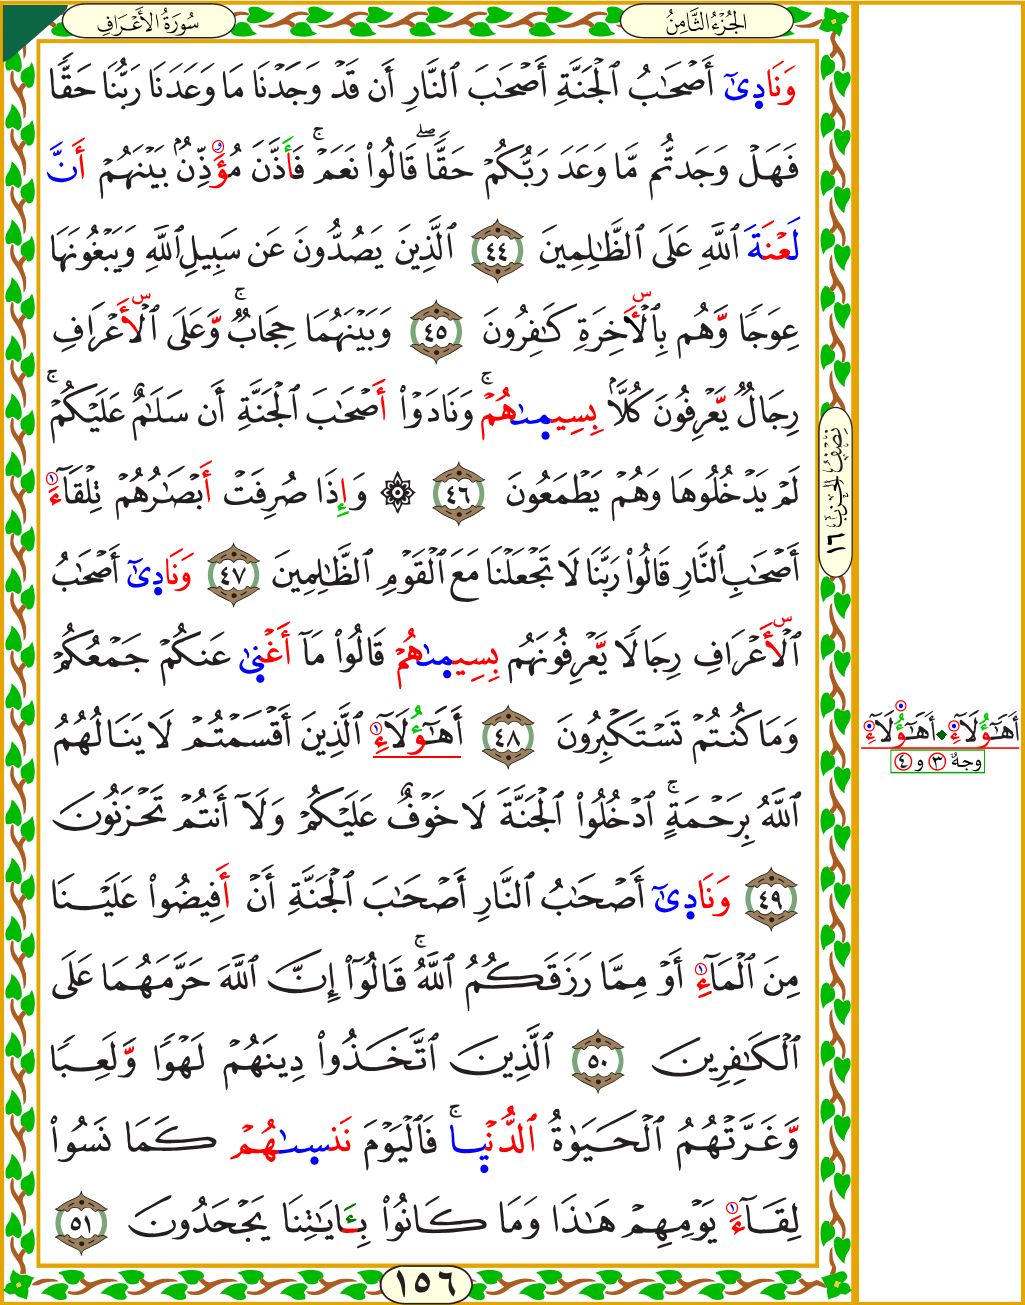 الجُزْءُ الثَّامِنُ
سُورَةُ الأَعْرَافِ
وَنَادِىٰٓ أَصْحَٰبُ ٱلْجَنَّةِ أَصْحَٰبَ ٱلنَّارِ أَن قَدْ وَجَدْنَا مَا وَعَدَنَا رَبُّنَا حَقًّا
فَهَلْ وَجَدتُّم مَّا وَعَدَ رَبُّكُمْ حَقًّا ۖ قَالُوا۟ نَعَمْ ۚ فَأَذَّنَ مُؤَذِّنٌۢ بَيْنَهُمْ أَنَّ
لَعْنَةَ ٱللَّهِ عَلَى ٱلظَّٰلِمِينَ ٤٤ ٱلَّذِينَ يَصُدُّونَ عَن سَبِيلِ ٱللَّهِ وَيَبْغُونَهَا
عِوَجًا وَّهُم بِٱلْأَخِرَةِ كَٰفِرُونَ ٤٥ وَبَيْنَهُمَا حِجَابٌ ۚ وَّعَلَى ٱلْأَعْرَافِ
رِجَالٌ يَّعْرِفُونَ كُلًّۢا بِسِيمىٰهُمْ ۚ وَنَادَوْا۟ أَصْحَٰبَ ٱلْجَنَّةِ أَن سَلَٰمٌ عَلَيْكُمْ ۚ
لَمْ يَدْخُلُوهَا وَهُمْ يَطْمَعُونَ ٤٦ ۞ وَإِذَا صُرِفَتْ أَبْصَٰرُهُمْ تِلْقَآءَ
أَصْحَٰبِ ٱلنَّارِ قَالُوا۟ رَبَّنَا لَا تَجْعَلْنَا مَعَ ٱلْقَوْمِ ٱلظَّٰلِمِينَ ٤٧ وَنَادِىٰٓ أَصْحَٰبُ
ٱلْأَعْرَافِ رِجَالًا يَّعْرِفُونَهُم بِسِيمىٰهُمْ قَالُوا۟ مَآ أَغْنِىٰ عَنكُمْ جَمْعُكُمْ
وَمَا كُنتُمْ تَسْتَكْبِرُونَ ٤٨ أَهَٰٓؤُلَآءِ ٱلَّذِينَ أَقْسَمْتُمْ لَا يَنَالُهُمُ
ٱللَّهُ بِرَحْمَةٍ ۚ ٱدْخُلُوا۟ ٱلْجَنَّةَ لَا خَوْفٌ عَلَيْكُمْ وَلَآ أَنتُمْ تَحْزَنُونَ
٤٩ وَنَادِىٰٓ أَصْحَٰبُ ٱلنَّارِ أَصْحَٰبَ ٱلْجَنَّةِ أَنْ أَفِيضُوا۟ عَلَيْنَا
مِنَ ٱلْمَآءِ أَوْ مِمَّا رَزَقَكُمُ ٱللَّهُ ۚ قَالُوٓا۟ إِنَّ ٱللَّهَ حَرَّمَهُمَا عَلَى
ٱلْكَٰفِرِينَ ٥٠ ٱلَّذِينَ ٱتَّخَذُوا۟ دِينَهُمْ لَهْوًا وَّلَعِبًا
وَّغَرَّتْهُمُ ٱلْحَيَوٰةُ ٱلدُّنْيِا ۚ فَٱلْيَوْمَ نَنسِىٰهُمْ كَمَا نَسُوا۟
لِقَآءَ يَوْمِهِمْ هَٰذَا وَمَا كَانُوا۟ بِـَٔايَٰتِنَا يَجْحَدُونَ ٥١
نِصْفُ الحِزْبِ ١٦
أَهَٰٓؤُلَآءِ ◆ أَهَٰٓؤُلَآءِ
وجهُ ٣ و ٤
١٥٦